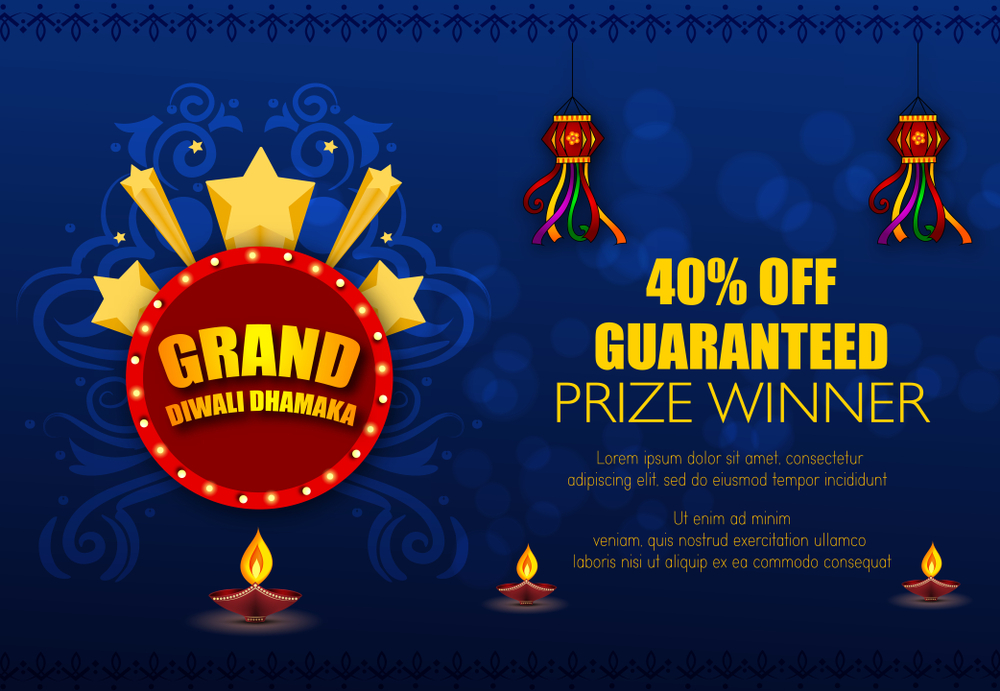 GRAND
DIWALI DHAMAKA
40% OFF
GUARANTEED
PRIZE WINNER
Lorem ipsum dolor sit amet, consectetur
adipiscing elit, sed do eiusmod tempor incididunt
Ut enim ad minim
veniam, quis nostrud exercitation ullamco
laboris nisi ut aliquip ex ea commodo consequat